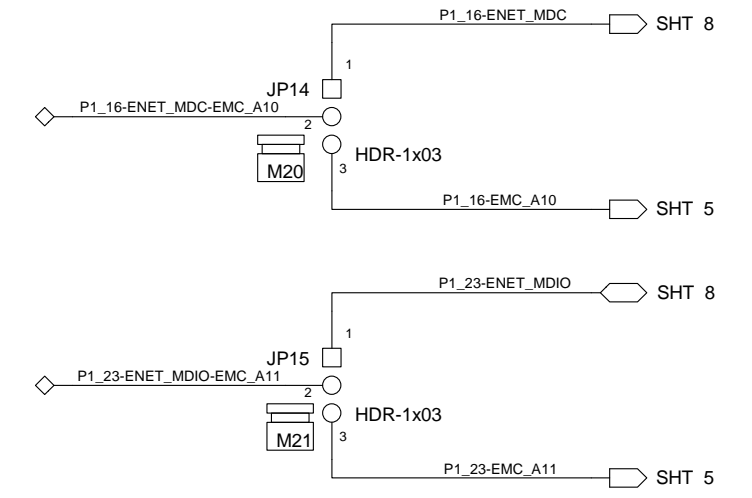 P1_16-ENET_MDC
SHT 8
1
JP14
P1_16-ENET_MDC-EMC_A10
2
HDR-1x03
M20
3
P1_16-EMC_A10
SHT 5
P1_23-ENET_MDIO
SHT 8
1
JP15
P1_23-ENET_MDIO-EMC_A11
2
HDR-1x03
M21
3
P1_23-EMC_A11
SHT 5